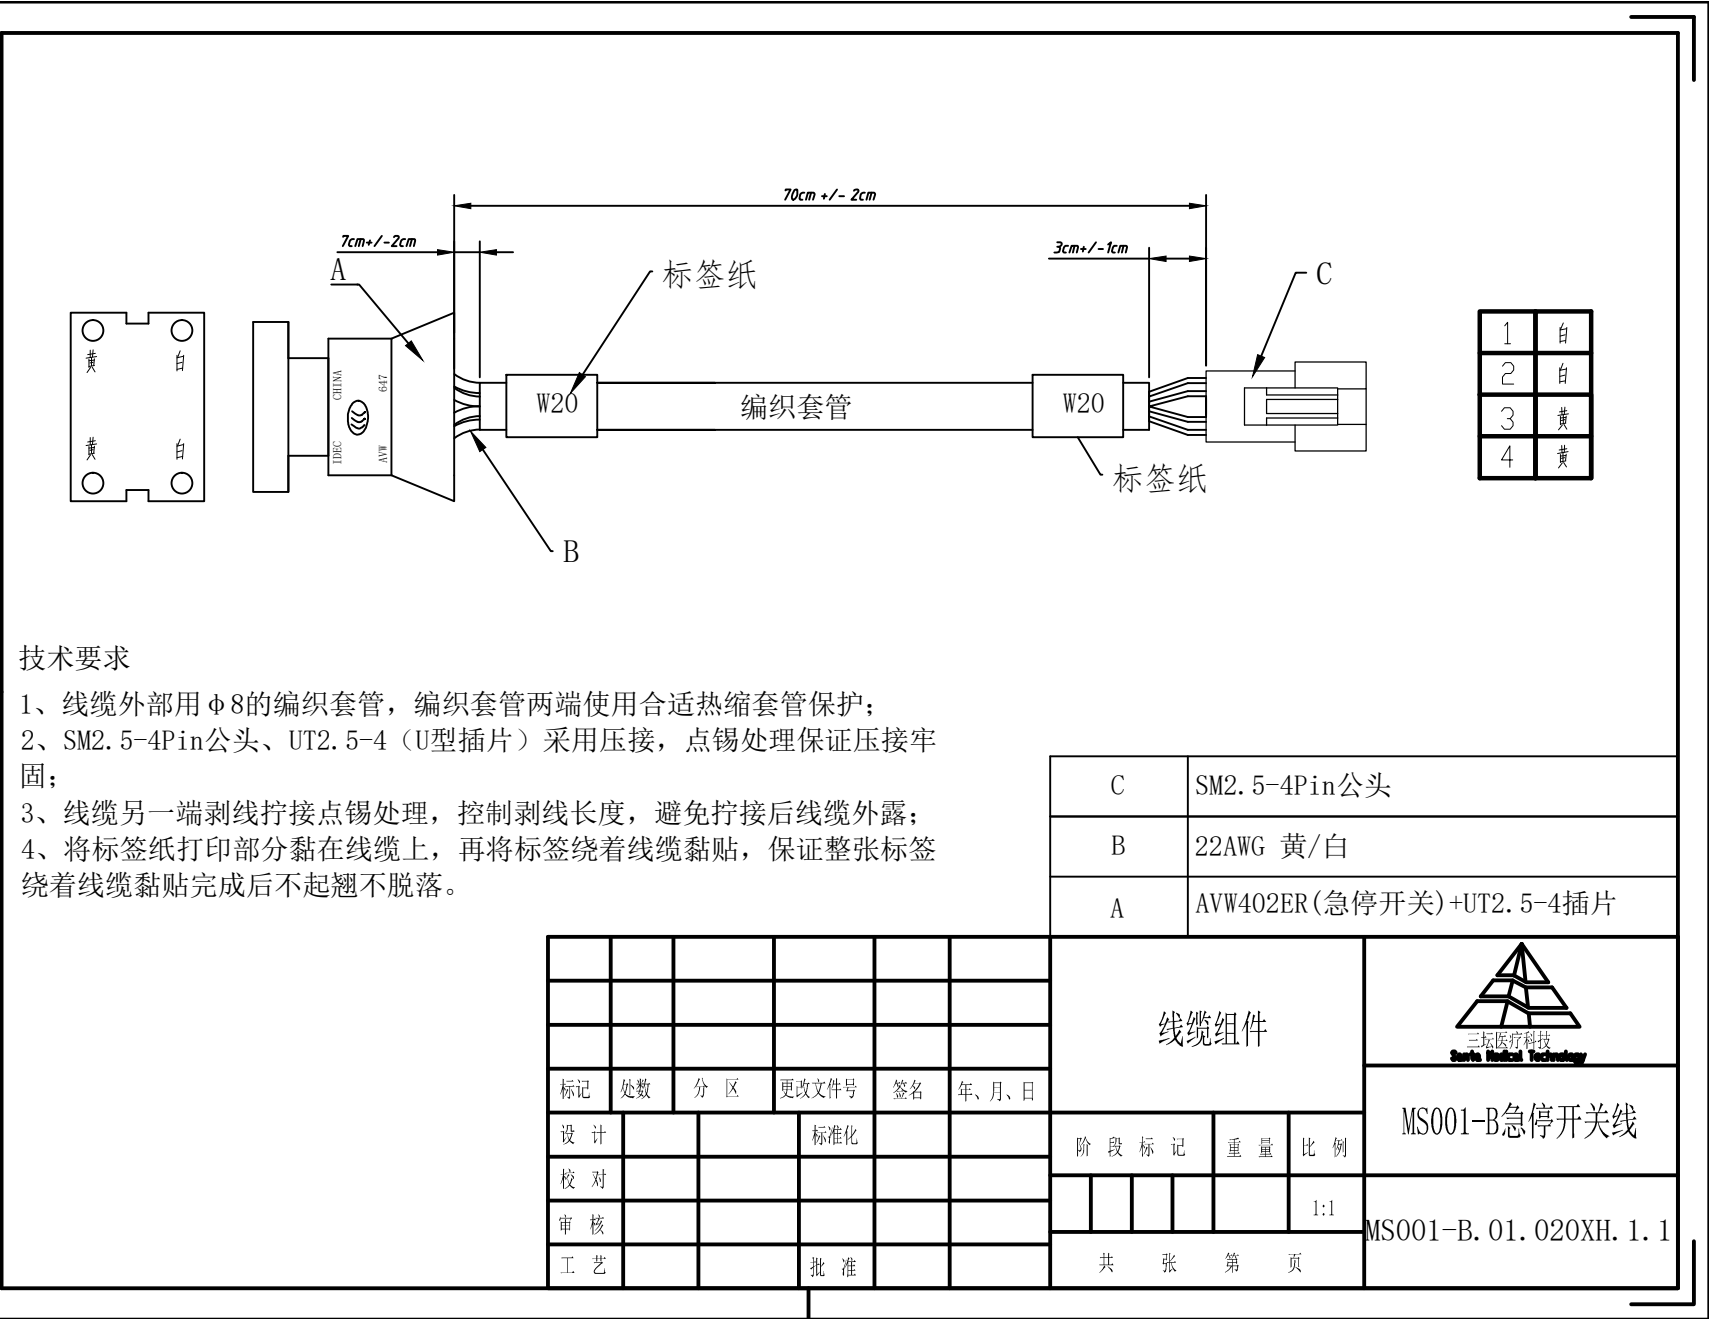 70cm +/- 2cm
7cm+/-2cm
3cm+/-1cm
A
标签纸
C
黄 白
黄 白
CHINA
647
IDEC
AVW
W20
编织套管
W20
标签纸
B
1 白
2 白
3 黄
4 黄
技术要求
1、线缆外部用φ8的编织套管，编织套管两端使用合适热缩套管保护；
2、SM2.5-4Pin公头、UT2.5-4（U型插片）采用压接，点锡处理保证压接牢
固；
3、线缆另一端剥线拧接点锡处理，控制剥线长度，避免拧接后线缆外露；
4、将标签纸打印部分黏在线缆上，再将标签绕着线缆黏贴，保证整张标签
绕着线缆黏贴完成后不起翘不脱落。
C SM2.5-4Pin公头
B 22AWG 黄/白
A AVW402ER(急停开关)+UT2.5-4插片
线缆组件
三坛医疗科技
Santa Medical Technology
标记 处数 分 区 更改文件号 签名 年、月、日
设 计 标准化
校 对
审 核
工 艺 批 准
阶 段 标 记 重 量 比 例
1:1
共 张 第 页
MS001-B急停开关线
MS001-B.01.020XH.1.1